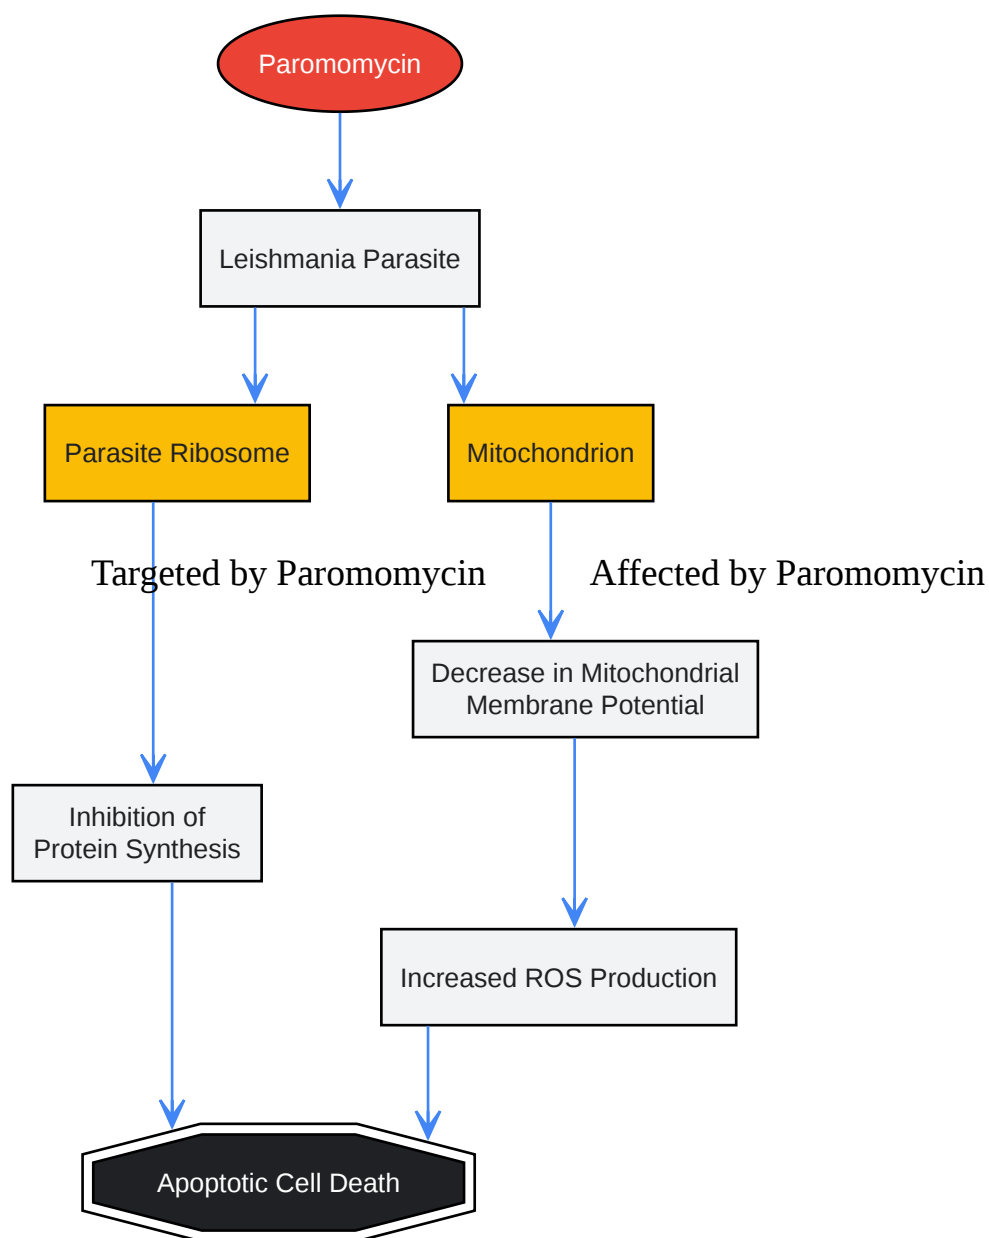 Paromomycin
Leishmania Parasite
Parasite Ribosome
Mitochondrion
Targeted by Paromomycin
Affected by Paromomycin
Decrease in Mitochondrial
Membrane Potential
Inhibition of
Protein Synthesis
Increased ROS Production
Apoptotic Cell Death